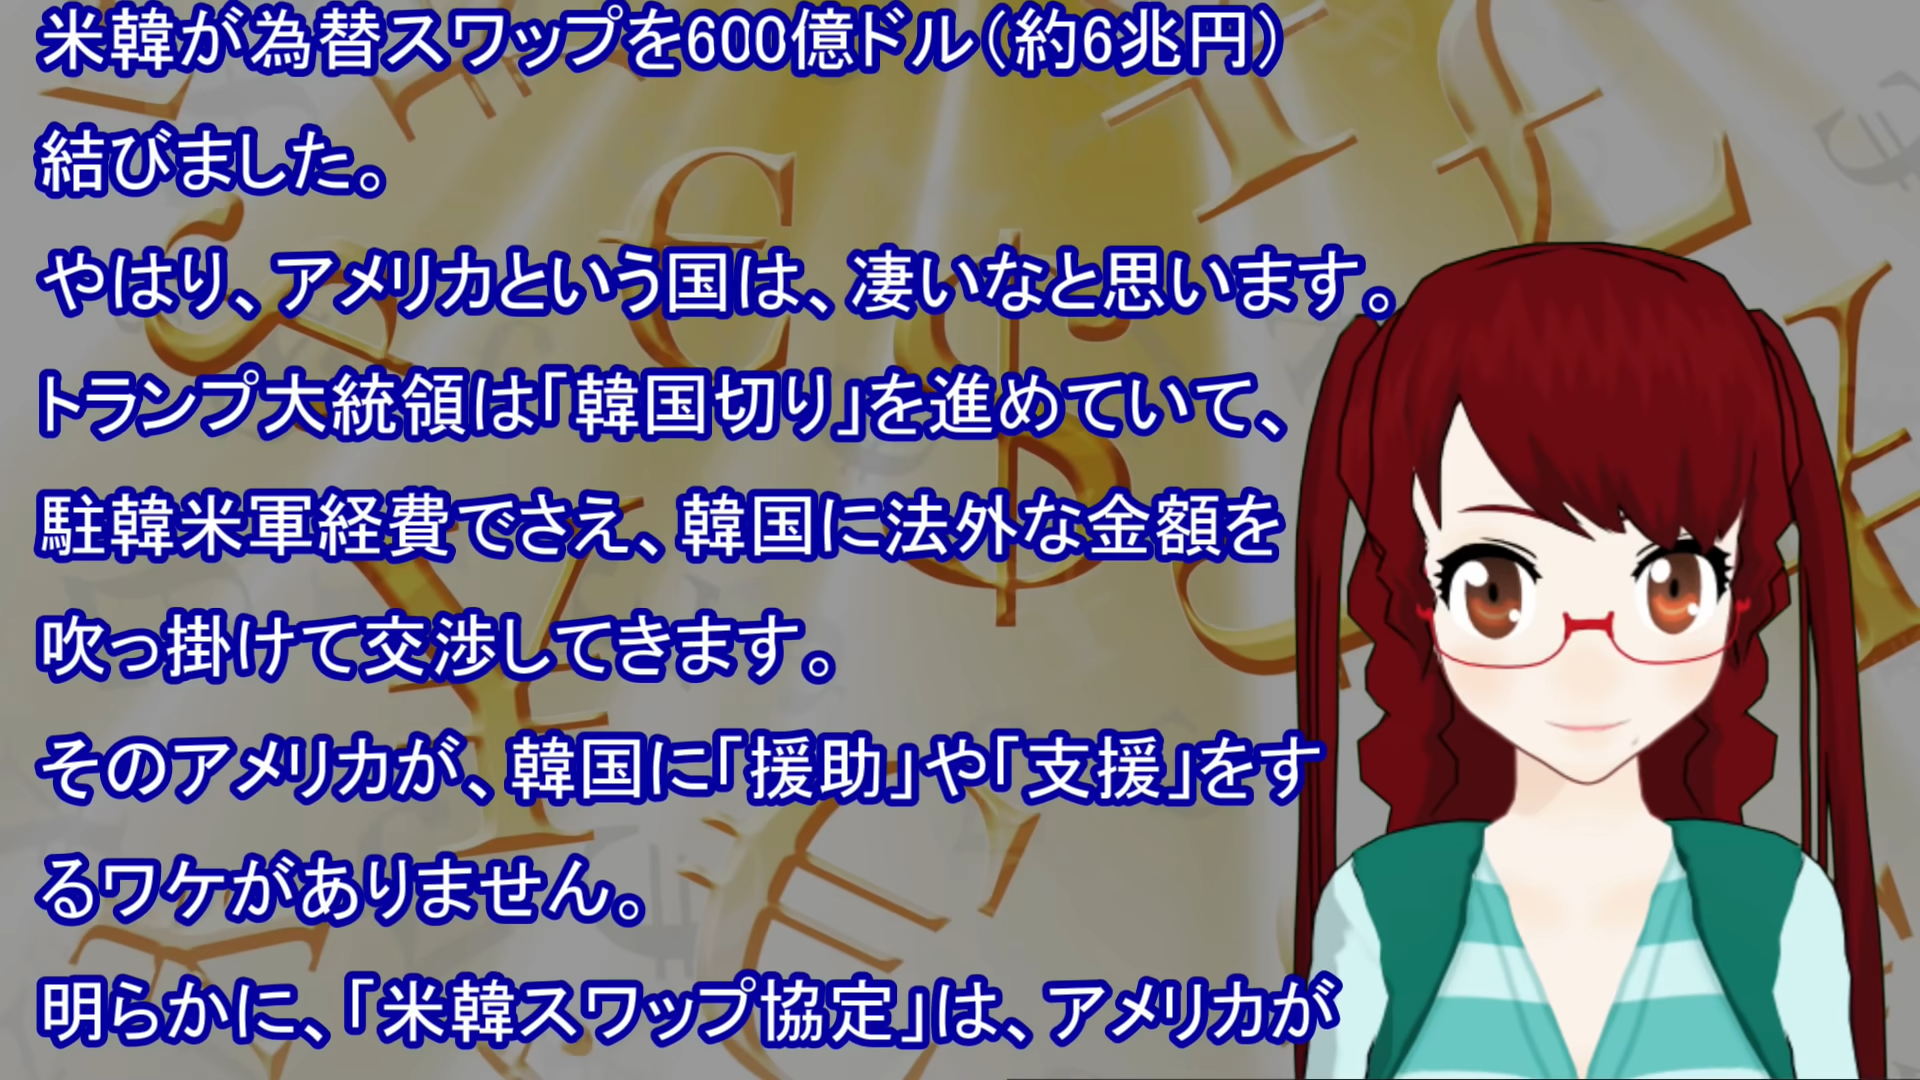 米韓が為替スワップを600億ドル（約6兆円）
結びました。
やはり、アメリカという国は、凄いなと思います。
トランプ大統領は「韓国切り」を進めていて、
駐韓米軍経費でさえ、韓国に法外な金額を
吹っ掛けて交渉してきます。
そのアメリカが、韓国に「援助」や「支援」をす
るワケがありません。
明らかに、「米韓スワップ協定」は、アメリカが